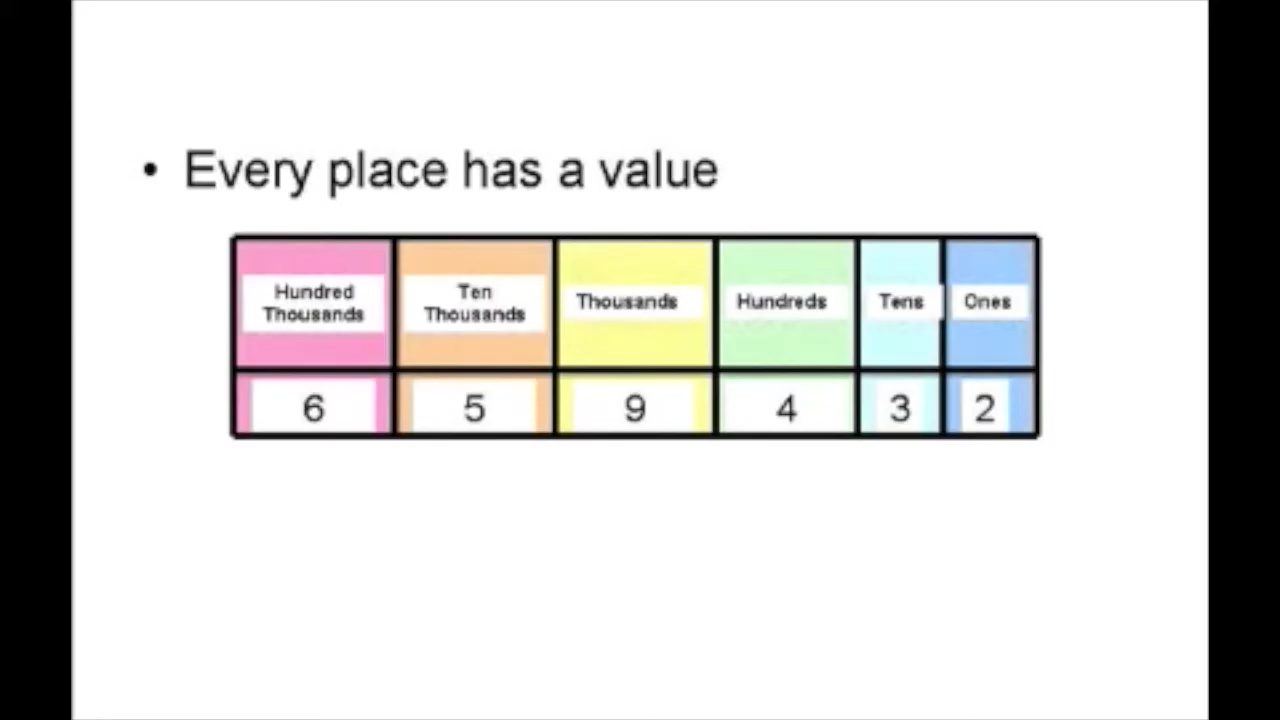 • Every place has a value
Hundred Thousands Ten Thousands Thousands Hundreds Tens Ones
6 5 9 4 3 2